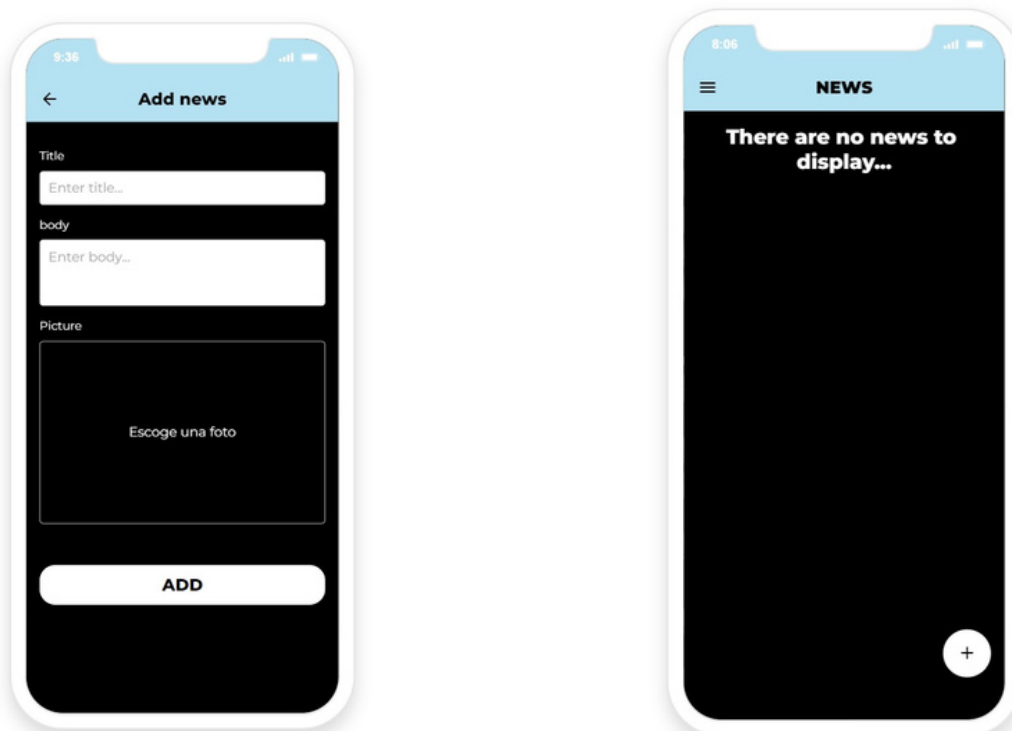 9:36
Add news
Title
Enter title...
body
Enter body...
Picture
Escoge una foto
ADD
8:06
NEWS
There are no news to
display...
+